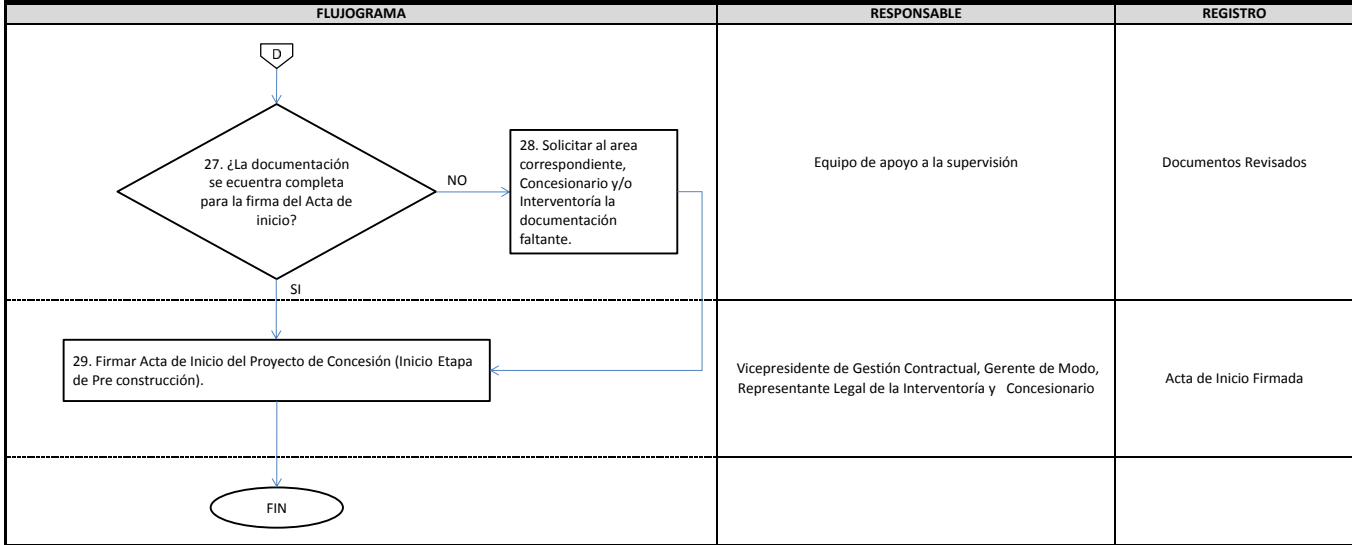 FLUJOGRAMA
RESPONSABLE
REGISTRO
D
27. ¿La documentación
se ecuentra completa
para la firma del Acta de
inicio?
NO
28. Solicitar al area
correspondiente,
Concesionario y/o
Interventoría la
documentación
faltante.
Equipo de apoyo a la supervisión
Documentos Revisados
SI
29. Firmar Acta de Inicio del Proyecto de Concesión (Inicio Etapa
de Pre construcción).
Vicepresidente de Gestión Contractual, Gerente de Modo,
Representante Legal de la Interventoría y Concesionario
Acta de Inicio Firmada
FIN